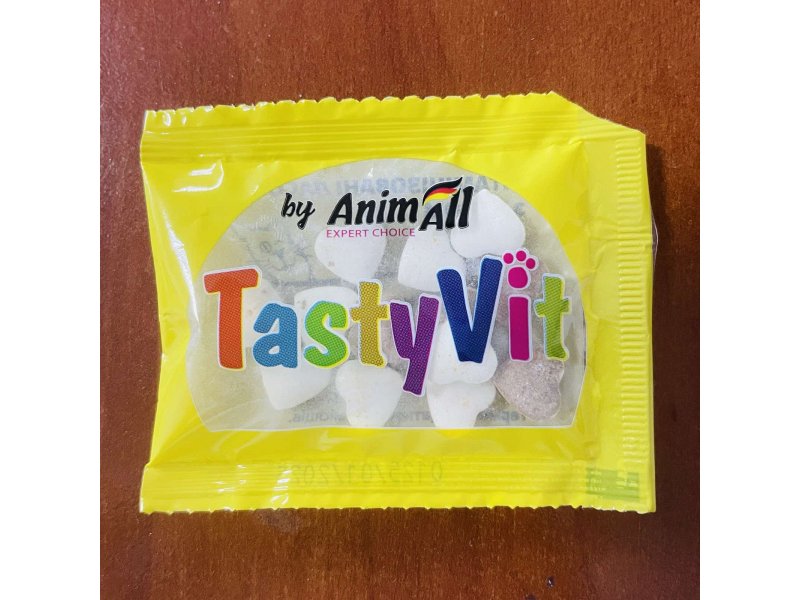 by AnimAll
EXPERT CHOICE
TastyVit